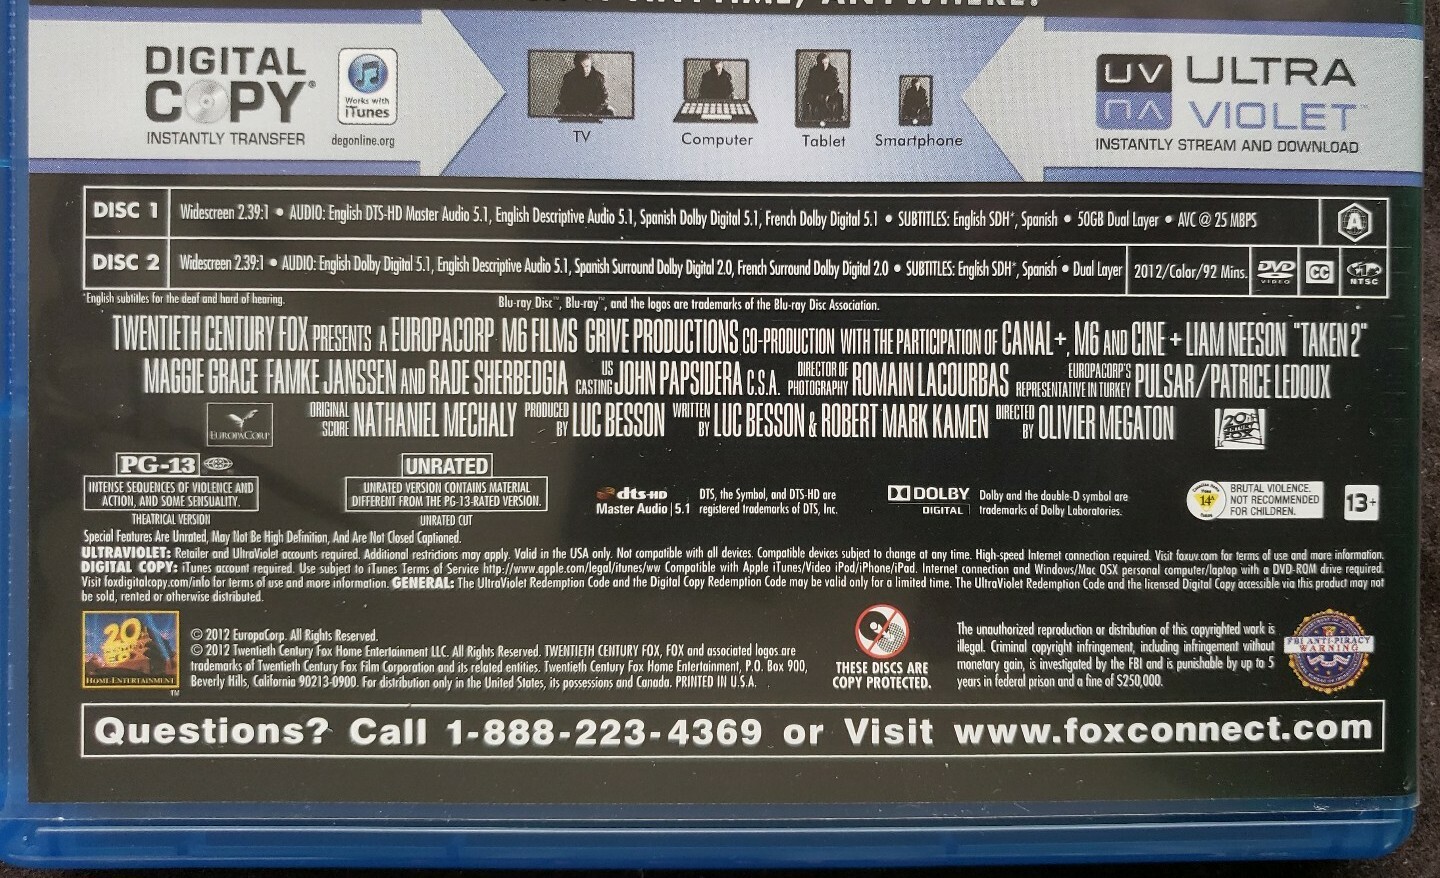 ANYTIME, ANYWHERE!
DIGITAL COPY®
INSTANTLY TRANSFER
Works with iTunes
degonline.org
TV
Computer
Tablet
Smartphone
UV ULTRA VIOLET™
INSTANTLY STREAM AND DOWNLOAD
DISC 1 Widescreen 2.39:1 • AUDIO: English DTS-HD Master Audio 5.1, English Descriptive Audio 5.1, Spanish Dolby Digital 5.1, French Dolby Digital 5.1 • SUBTITLES: English SDH*, Spanish • 50GB Dual Layer • AVC @ 25 MBPS A
DISC 2 Widescreen 2.39:1 • AUDIO: English Dolby Digital 5.1, English Descriptive Audio 5.1, Spanish Surround Dolby Digital 2.0, French Surround Dolby Digital 2.0 • SUBTITLES: English SDH*, Spanish • Dual Layer 2012/Color/92 Mins. DVD VIDEO CC NTSC
*English subtitles for the deaf and hard of hearing.
Blu-ray Disc™, Blu-ray™, and the logos are trademarks of the Blu-ray Disc Association.
TWENTIETH CENTURY FOX PRESENTS A EUROPACORP M6 FILMS GRIVE PRODUCTIONS CO-PRODUCTION WITH THE PARTICIPATION OF CANAL+, M6 AND CINE + LIAM NEESON "TAKEN 2"
MAGGIE GRACE FAMKE JANSSEN AND RADE SHERBEDGIA US CASTING JOHN PAPSIDERA C.S.A. DIRECTOR OF PHOTOGRAPHY ROMAIN LACOURBAS EUROPACORP'S REPRESENTATIVE IN TURKEY PULSAR/PATRICE LEDOUX
EUROPACORP ORIGINAL SCORE NATHANIEL MECHALY PRODUCED BY LUC BESSON WRITTEN BY LUC BESSON & ROBERT MARK KAMEN DIRECTED BY OLIVIER MEGATON 20th CENTURY FOX
PG-13
INTENSE SEQUENCES OF VIOLENCE AND
ACTION, AND SOME SENSUALITY.
THEATRICAL VERSION
UNRATED
UNRATED VERSION CONTAINS MATERIAL
DIFFERENT FROM THE PG-13-RATED VERSION.
UNRATED CUT
dts-HD
Master Audio | 5.1
DTS, the Symbol, and DTS-HD are
registered trademarks of DTS, Inc.
DOLBY
DIGITAL
Dolby and the double-D symbol are
trademarks of Dolby Laboratories.
14A
BRUTAL VIOLENCE.
NOT RECOMMENDED
FOR CHILDREN.
13+
Special Features Are Unrated, May Not Be High Definition, And Are Not Closed Captioned.
ULTRAVIOLET: Retailer and UltraViolet accounts required. Additional restrictions may apply. Valid in the USA only. Not compatible with all devices. Compatible devices subject to change at any time. High-speed Internet connection required. Visit foxuv.com for terms of use and more information.
DIGITAL COPY: iTunes account required. Use subject to iTunes Terms of Service http://www.apple.com/legal/itunes/ww Compatible with Apple iTunes/Video iPod/iPhone/iPad. Internet connection and Windows/Mac OSX personal computer/laptop with a DVD-ROM drive required.
Visit foxdigitalcopy.com/info for terms of use and more information. GENERAL: The UltraViolet Redemption Code and the Digital Copy Redemption Code may be valid only for a limited time. The UltraViolet Redemption Code and the licensed Digital Copy accessible via this product may not
be sold, rented or otherwise distributed.
20th CENTURY FOX
HOME ENTERTAINMENT
™
© 2012 EuropaCorp. All Rights Reserved.
© 2012 Twentieth Century Fox Home Entertainment LLC. All Rights Reserved. TWENTIETH CENTURY FOX, FOX and associated logos are
trademarks of Twentieth Century Fox Film Corporation and its related entities. Twentieth Century Fox Home Entertainment, P.O. Box 900,
Beverly Hills, California 90213-0900. For distribution only in the United States, its possessions and Canada. PRINTED IN U.S.A.
THESE DISCS ARE
COPY PROTECTED.
The unauthorized reproduction or distribution of this copyrighted work is
illegal. Criminal copyright infringement, including infringement without
monetary gain, is investigated by the FBI and is punishable by up to 5
years in federal prison and a fine of $250,000.
FBI ANTI-PIRACY
WARNING
Questions? Call 1-888-223-4369 or Visit www.foxconnect.com